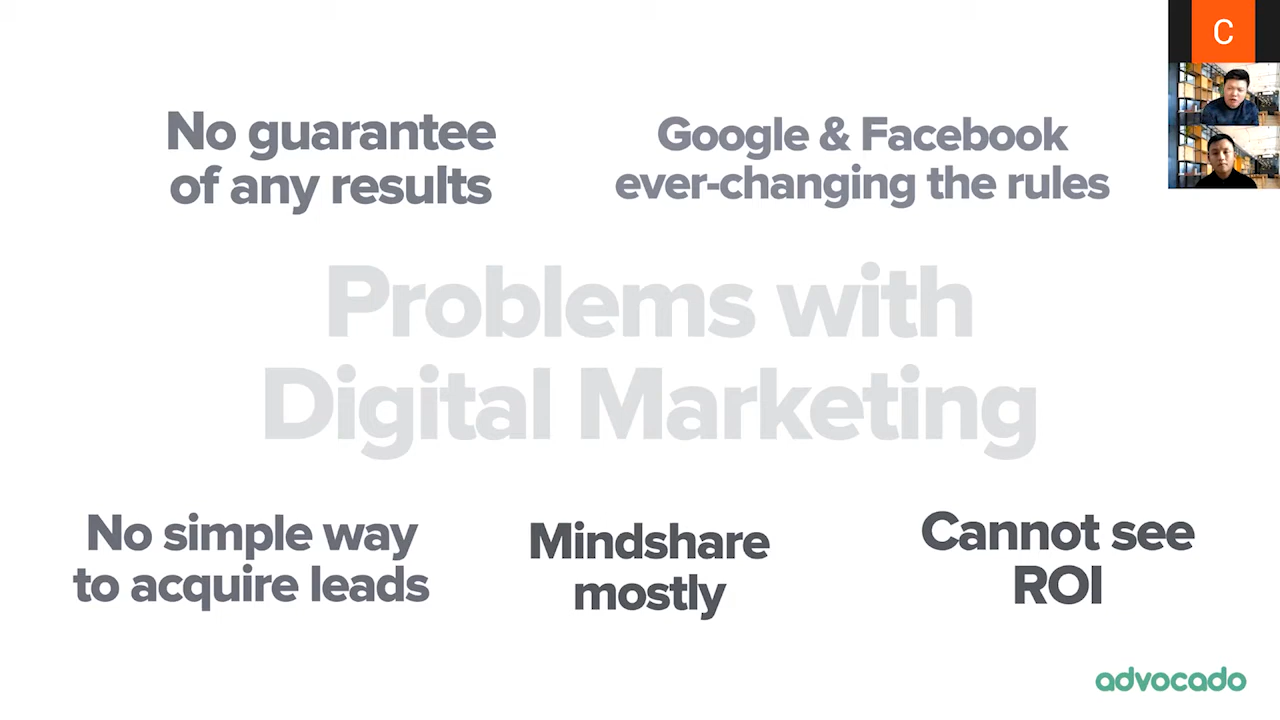 C
No guarantee
of any results
Google & Facebook
ever-changing the rules
Problems with
Digital Marketing
No simple way
to acquire leads
Mindshare
mostly
Cannot see
ROI
advocado